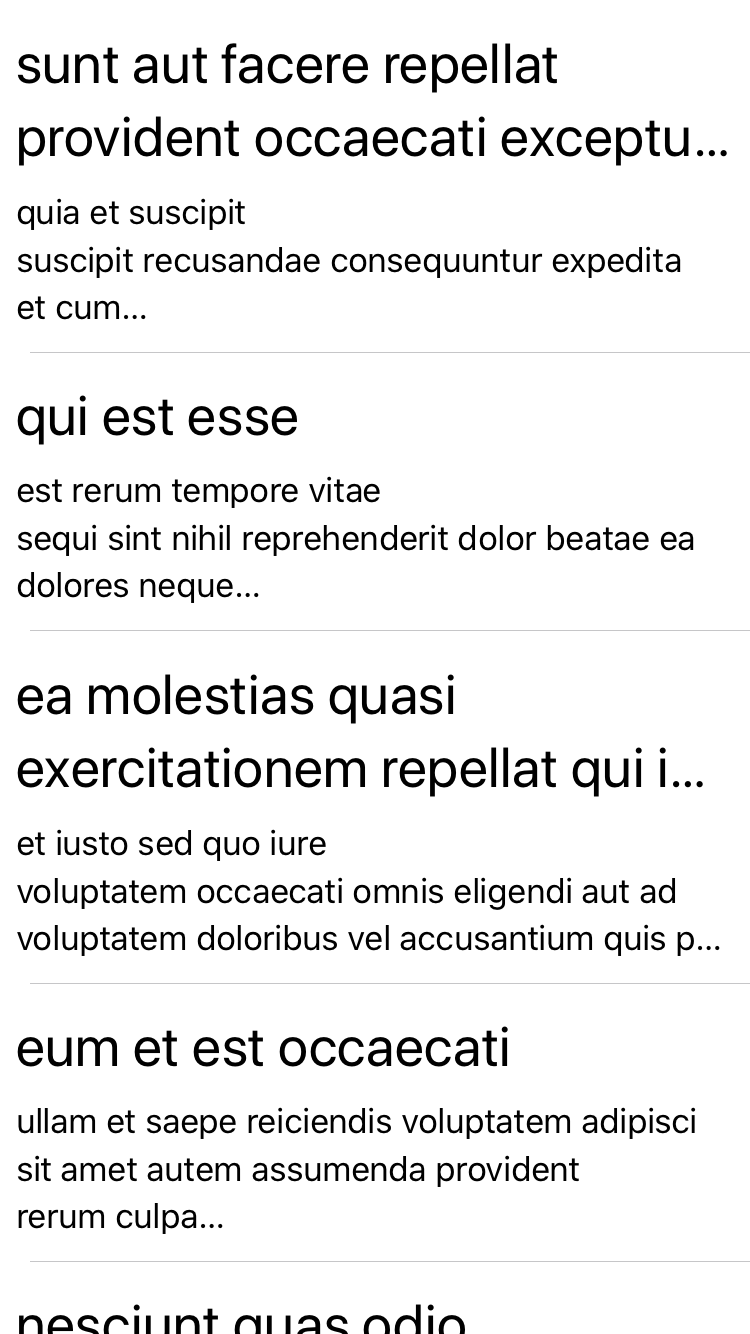 sunt aut facere repellat
provident occaecati exceptu...
quia et suscipit
suscipit recusandae consequuntur expedita
et cum...
qui est esse
est rerum tempore vitae
sequi sint nihil reprehenderit dolor beatae ea
dolores neque...
ea molestias quasi
exercitationem repellat qui i...
et iusto sed quo iure
voluptatem occaecati omnis eligendi aut ad
voluptatem doloribus vel accusantium quis p...
eum et est occaecati
ullam et saepe reiciendis voluptatem adipisci
sit amet autem assumenda provident
rerum culpa...
nesciunt quas odio